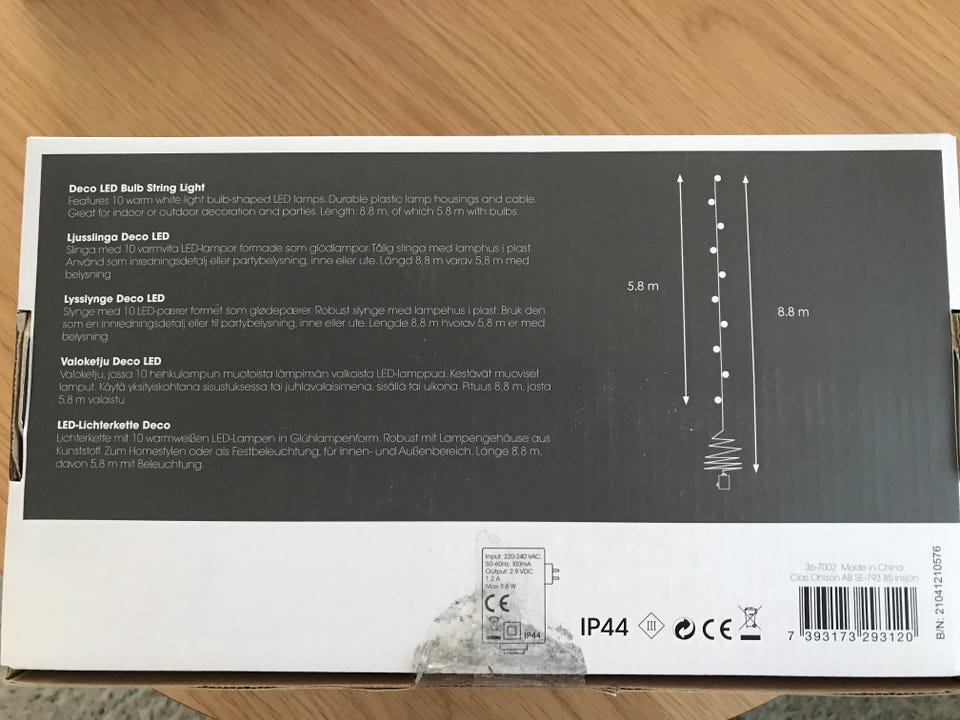 Deco LED Bulb String Light
Features 10 warm white light bulb-shaped LED lamps. Durable plastic lamp housings and cable.
Great for indoor or outdoor decoration and parties. Length: 8.8 m, of which 5.8 m with bulbs.
Ljusslinga Deco LED
Slinga med 10 varmvita LED-lampor formade som glödlampor. Tålig slinga med lamphus i plast.
Använd som inredningsdetalj eller partybelysning, inne eller ute. Längd 8,8 m varav 5,8 m med
belysning.
Lysslynge Deco LED
Slynge med 10 LED-pærer formet som glødepærer. Robust slynge med lampehus i plast. Bruk den
som en innredningsdetalj eller til partybelysning, inne eller ute. Lengde 8,8 m hvorav 5,8 m er med
belysning.
Valoketju Deco LED
Valoketju, jossa 10 hehkulampun muotoista lämpimän valkoista LED-lamppua. Kestävät muoviset
lamput. Käytä yksityiskohtana sisustuksessa tai juhlavalaisimena, sisällä tai ulkona. Pituus 8,8 m, josta
5,8 m valaistu.
LED-Lichterkette Deco
Lichterkette mit 10 warmweißen LED-Lampen in Glühlampenform. Robust mit Lampengehäuse aus
Kunststoff. Zum Homestylen oder als Festbeleuchtung, für Innen- und Außenbereich. Länge 8,8 m,
davon 5,8 m mit Beleuchtung.
5.8 m
8.8 m
Input: 220-240 VAC,
50-60Hz, 100mA
Output: 2.9 VDC
1.2 A
Max 3.6 W
CE
IP44
IP44
III
CE
36-7002 Made in China
Clas Ohlson AB SE-793 85 Insjön
7 393173 293120
B/N: 21041210576